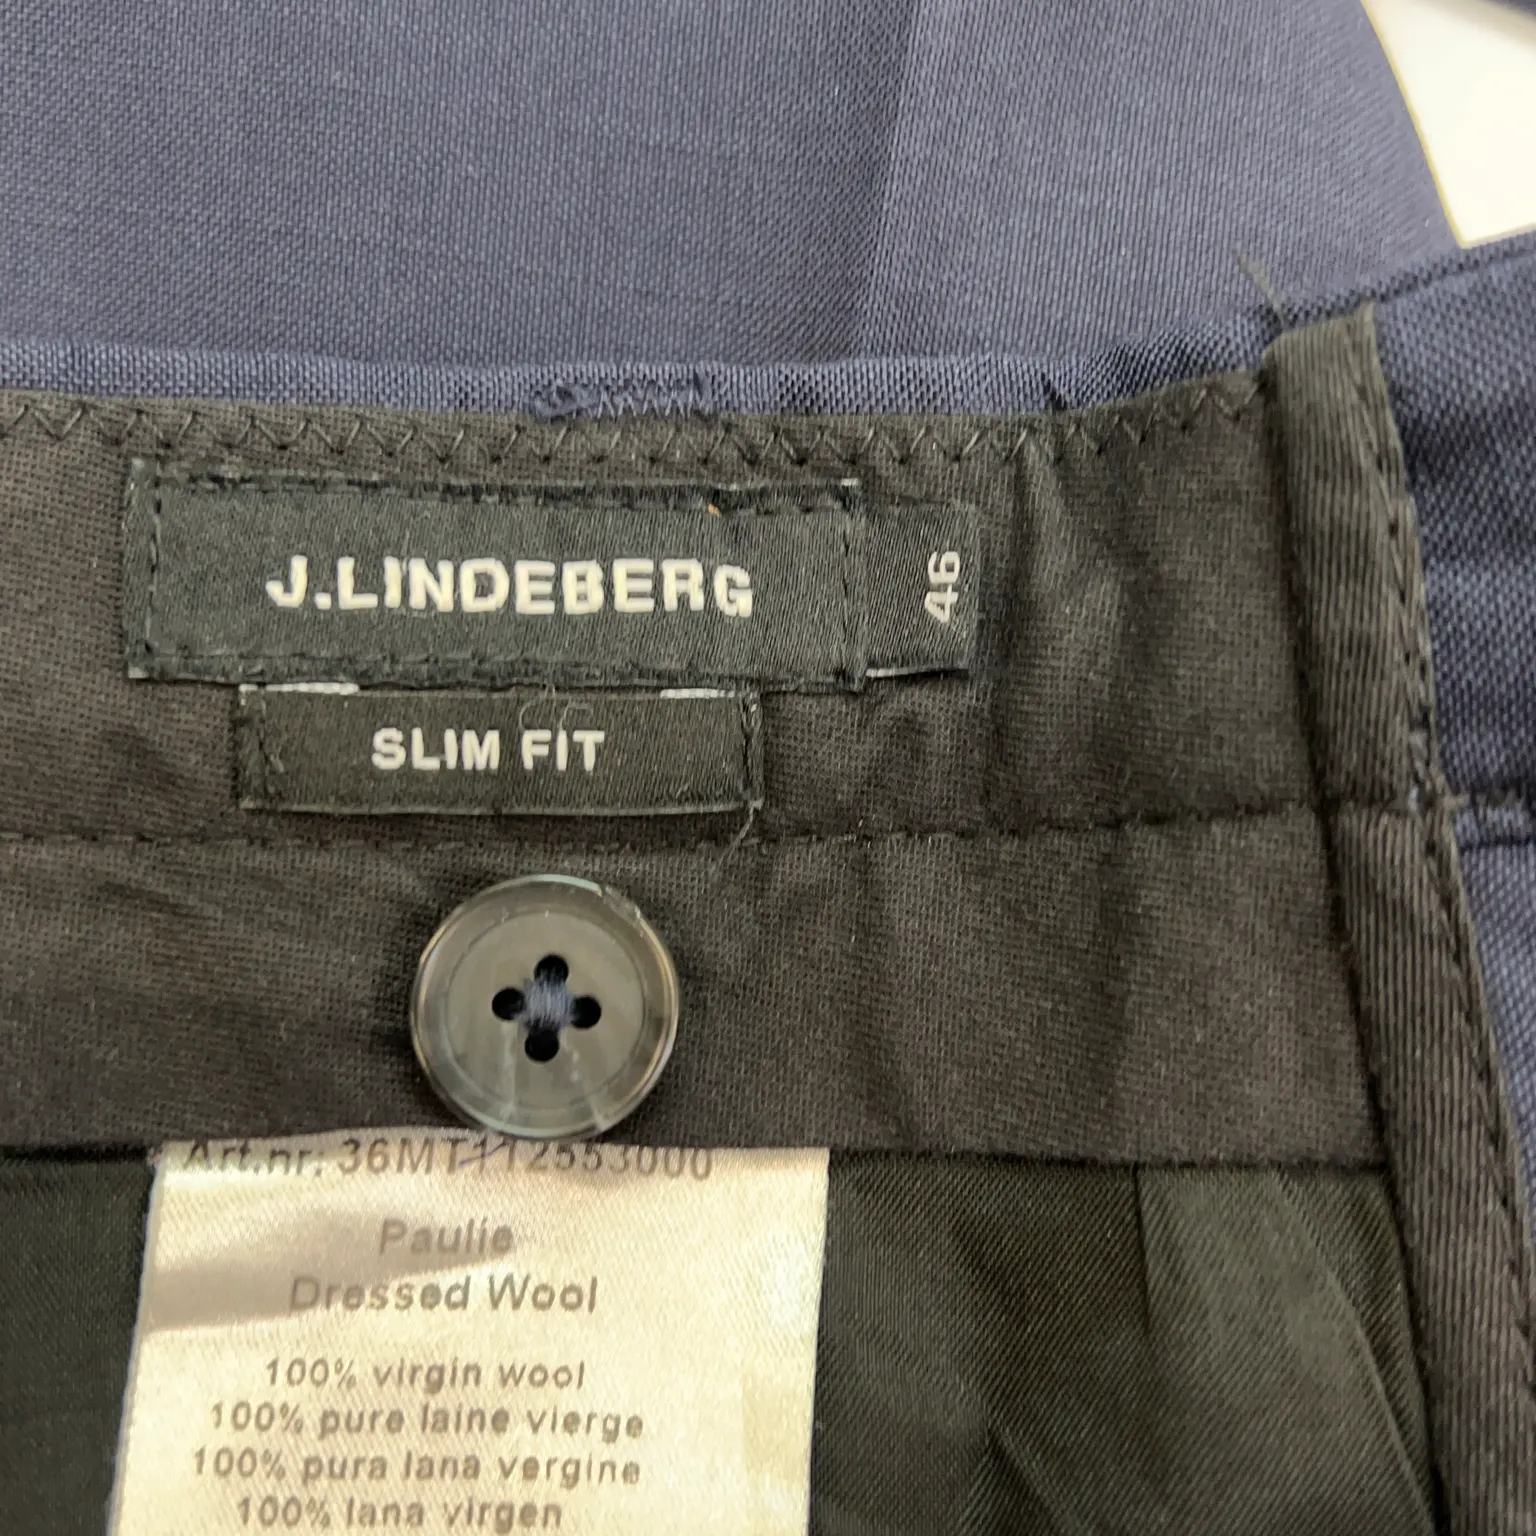 J.LINDEBERG
46
SLIM FIT
Art.nr: 36MT112553000
Paulie
Dressed Wool
100% virgin wool
100% pure laine vierge
100% pura lana vergine
100% lana virgen